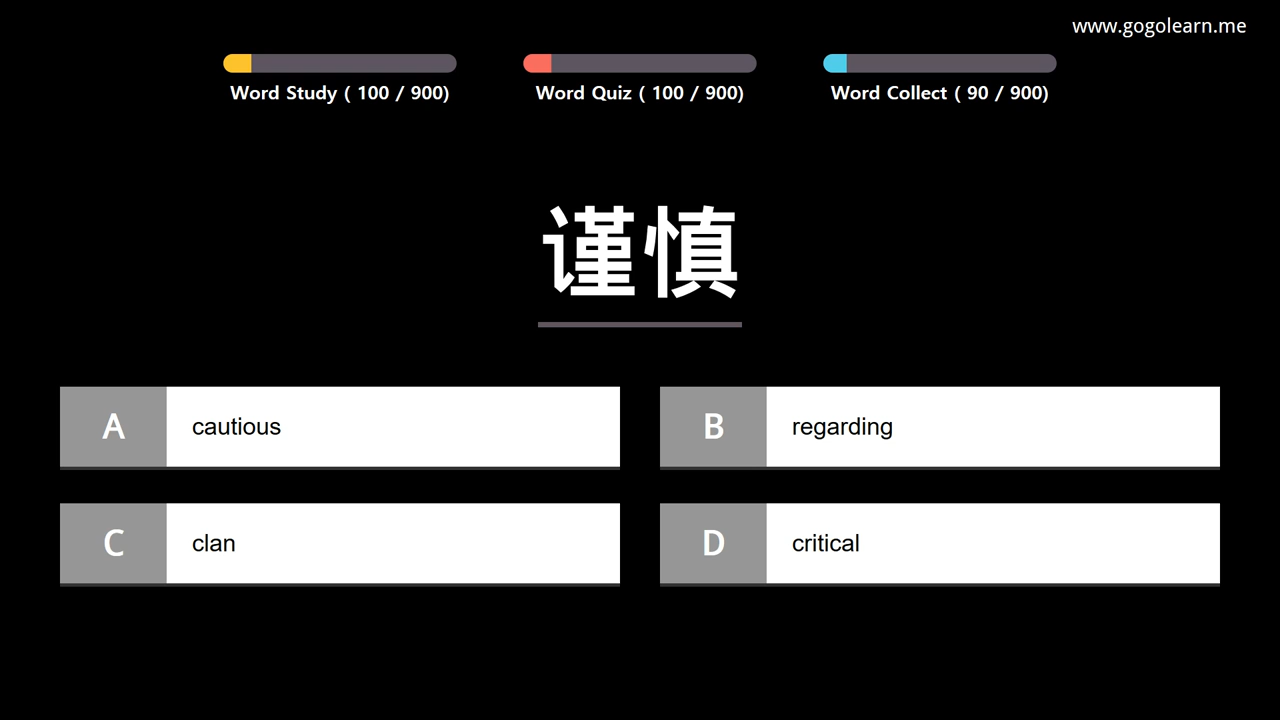 www.gogolearn.me
Word Study ( 100 / 900)
Word Quiz ( 100 / 900)
Word Collect ( 90 / 900)
谨慎
A cautious
B regarding
C clan
D critical